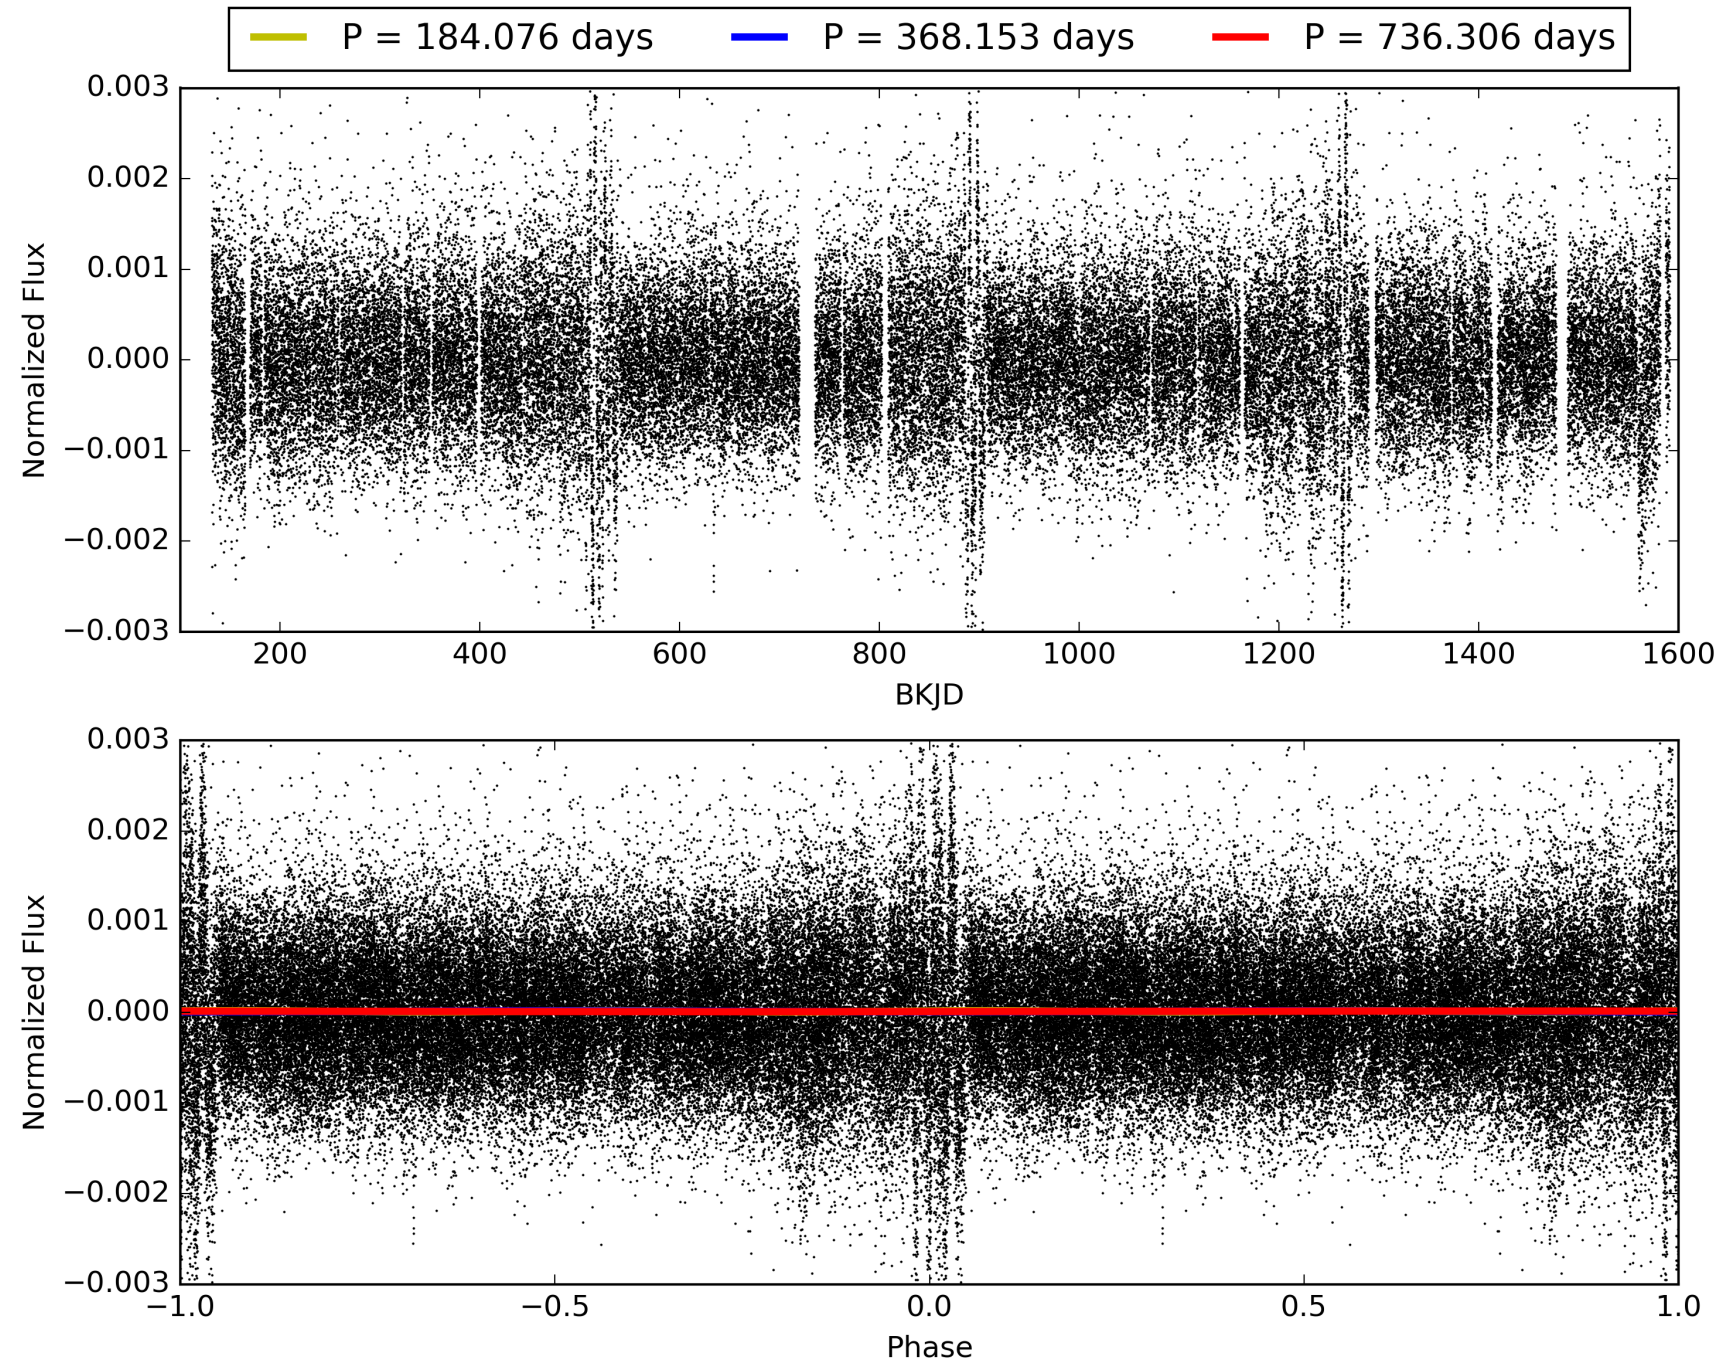 P = 184.076 days P = 368.153 days P = 736.306 days
0.003
0.002
0.001
0.000
−0.001
−0.002
−0.003
Normalized Flux
200 400 600 800 1000 1200 1400 1600
BKJD
0.003
0.002
0.001
0.000
−0.001
−0.002
−0.003
Normalized Flux
−1.0 −0.5 0.0 0.5 1.0
Phase